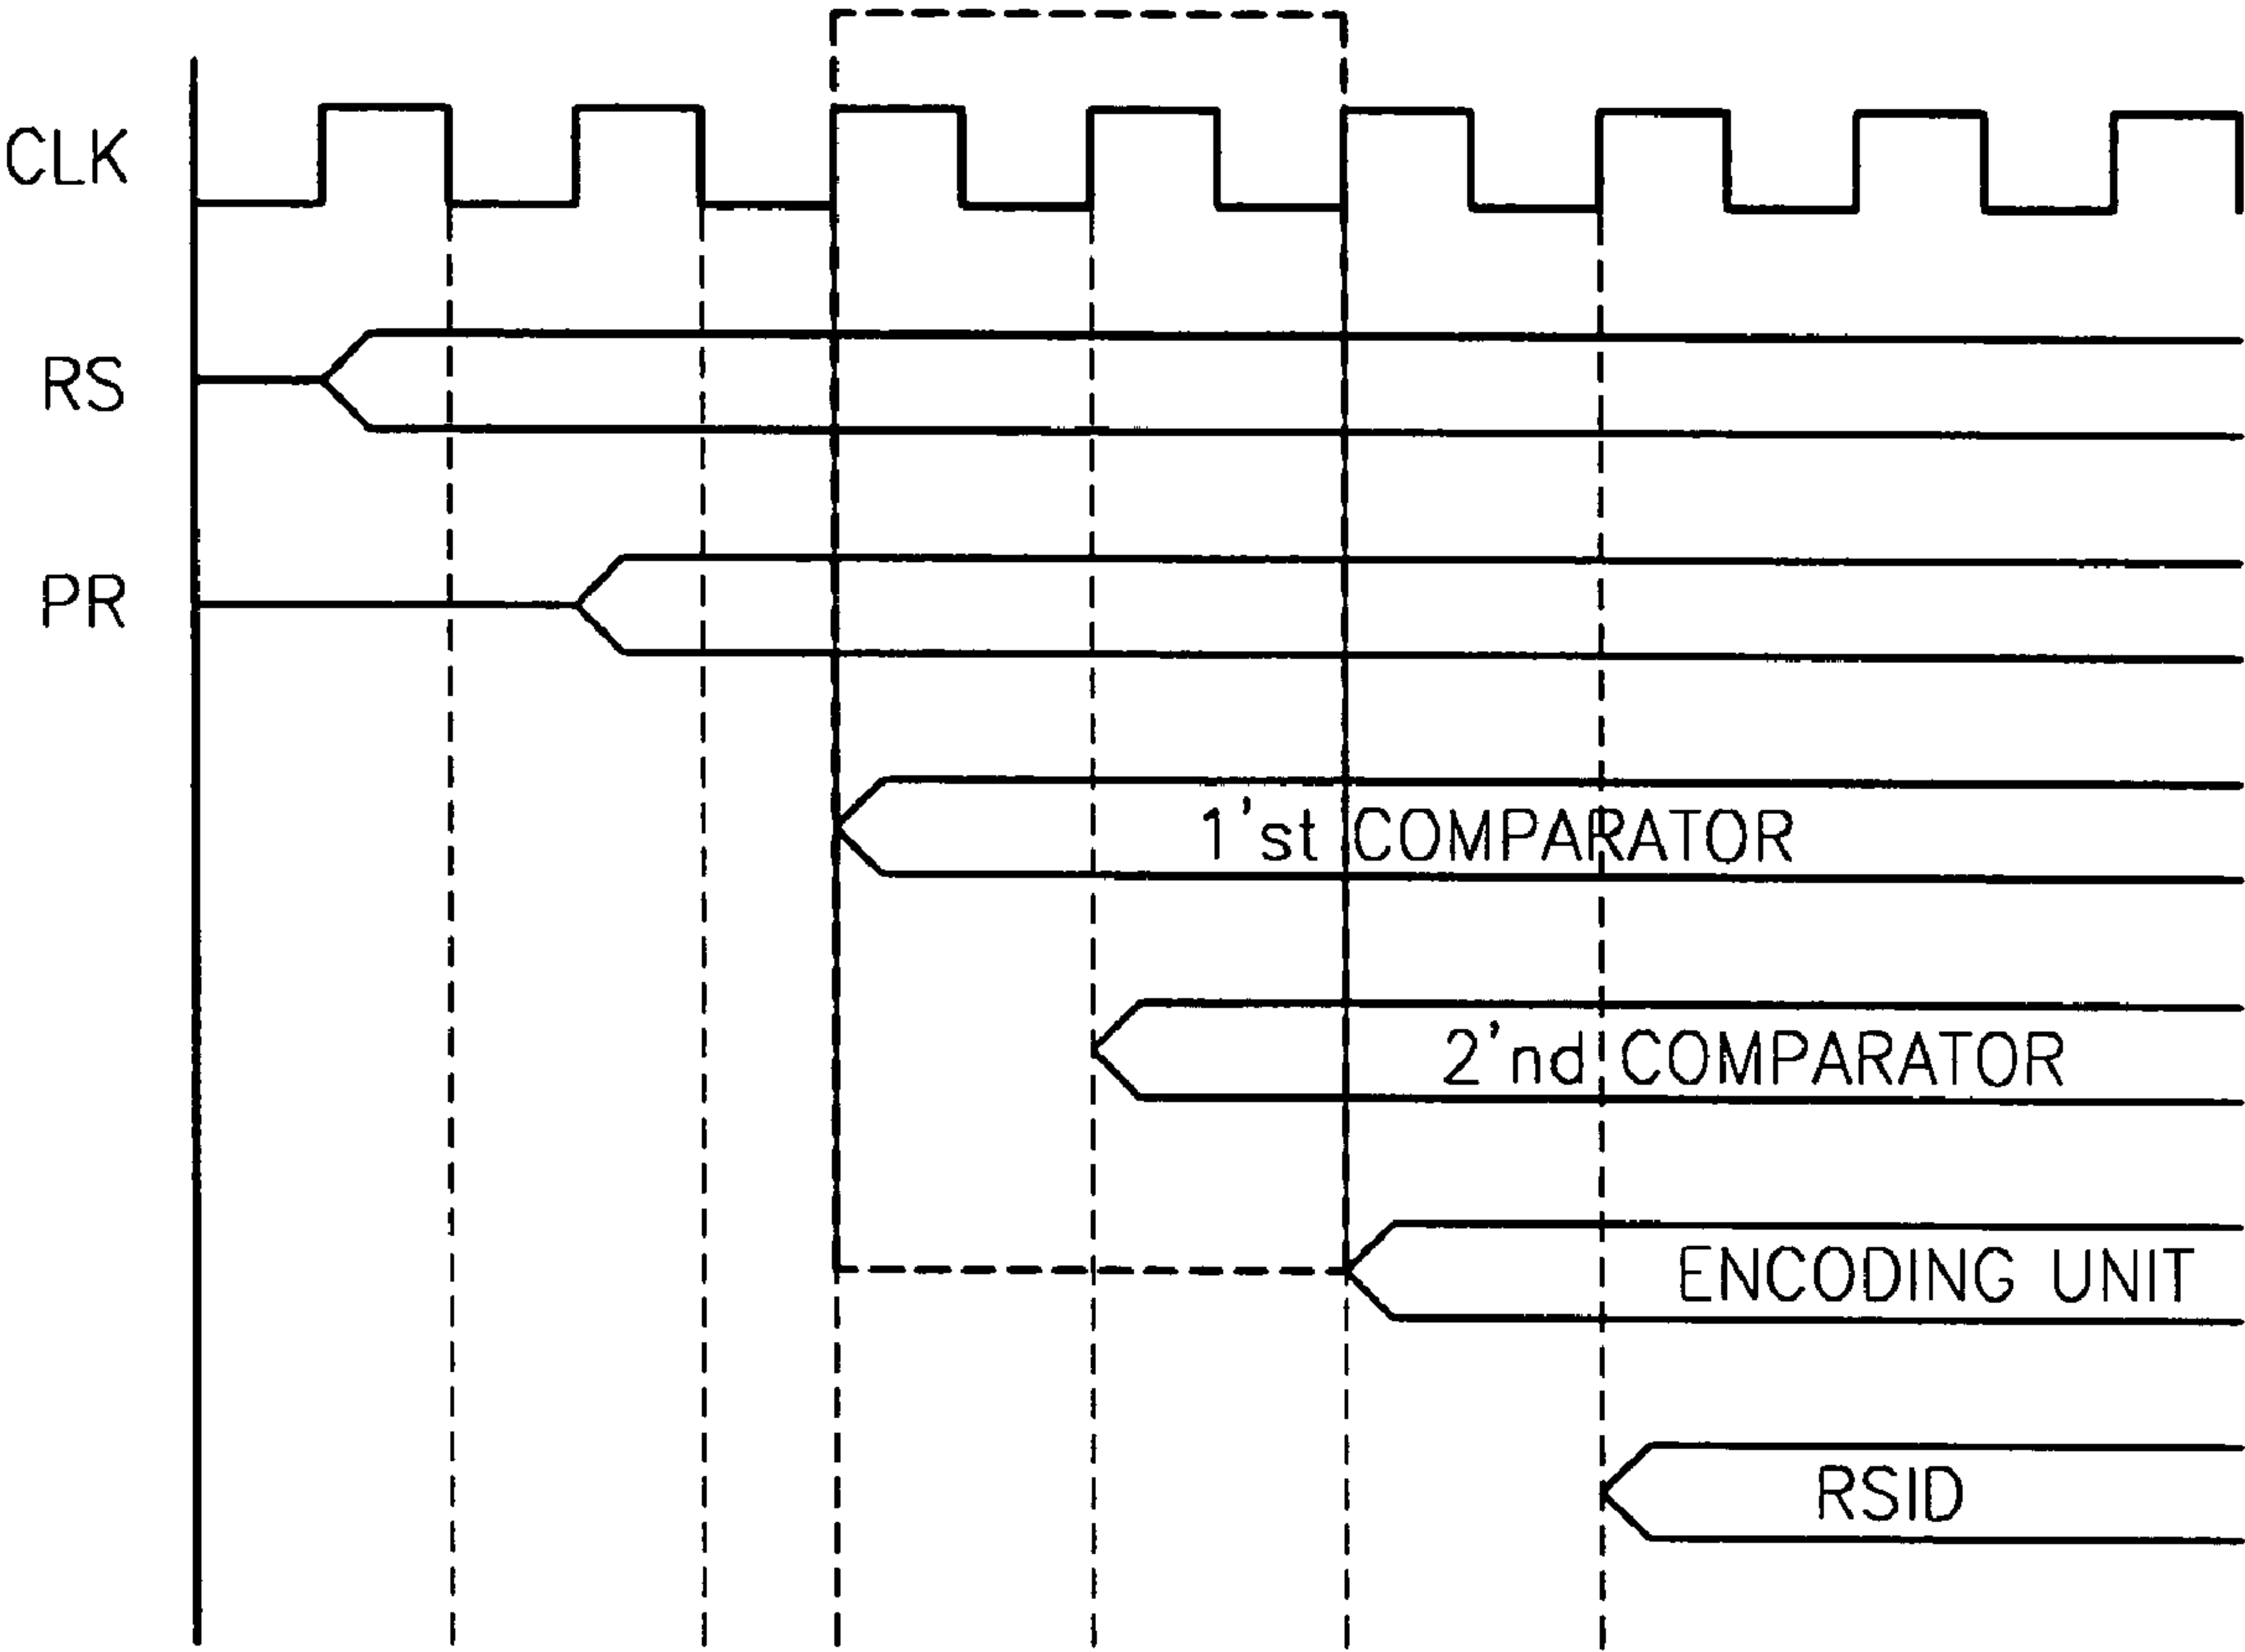 CLK
RS
PR
1'st COMPARATOR
2'nd COMPARATOR
ENCODING UNIT
RSID